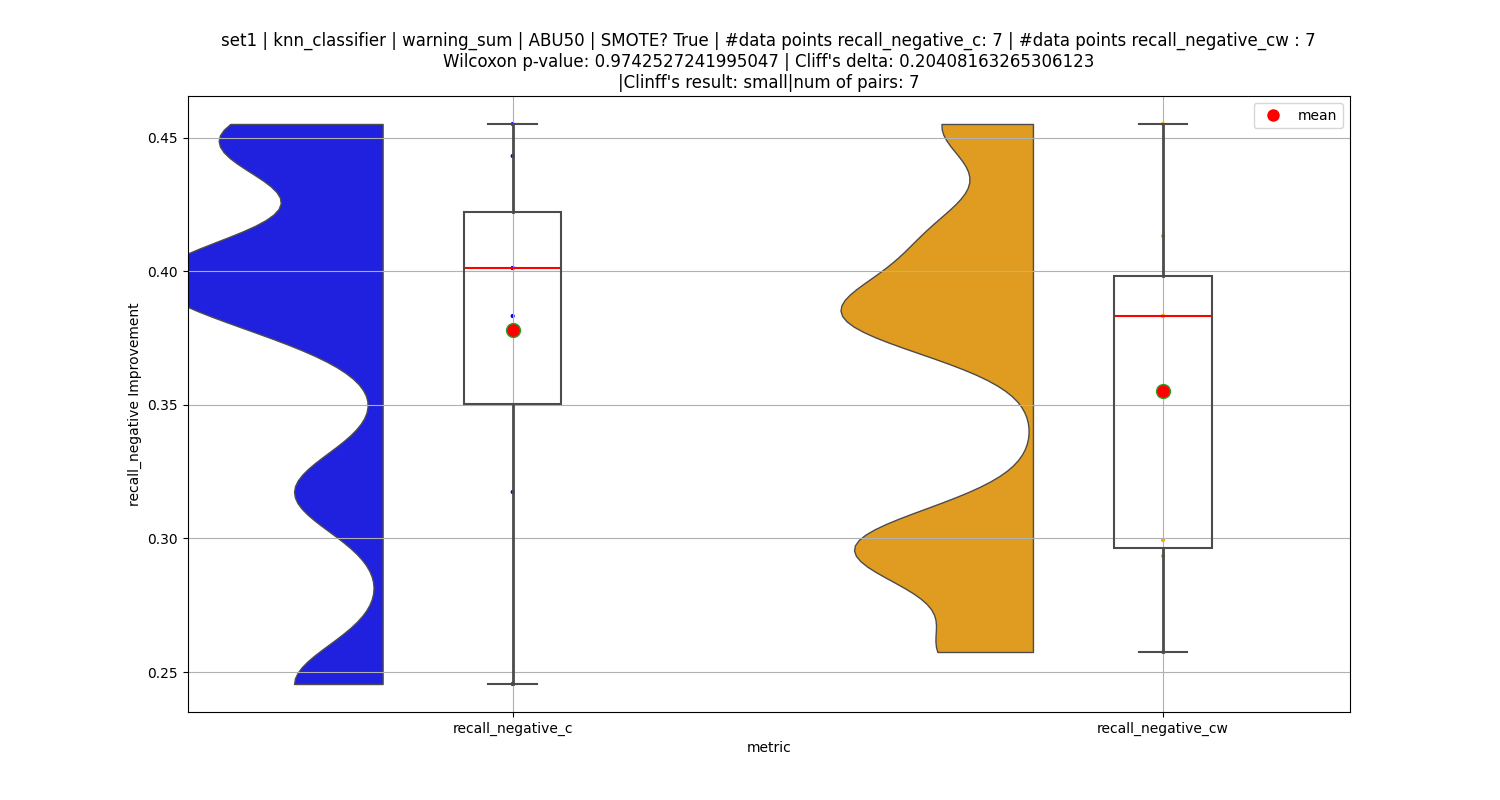 set1 | knn_classifier | warning_sum | ABU50 | SMOTE? True | #data points recall_negative_c: 7 | #data points recall_negative_cw : 7
Wilcoxon p-value: 0.9742527241995047 | Cliff's delta: 0.20408163265306123
|Clinff's result: small|num of pairs: 7
mean
0.45
0.40
0.35
0.30
0.25
recall_negative Improvement
recall_negative_c
recall_negative_cw
metric